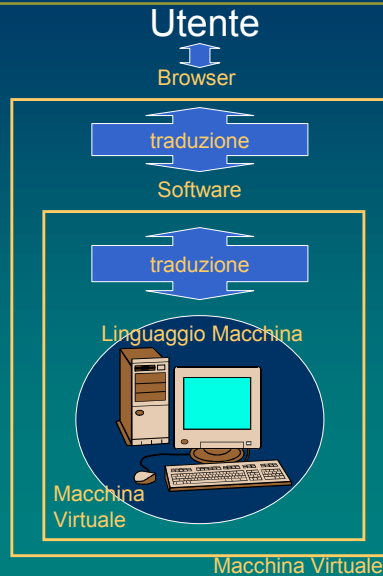 Utente
Browser
traduzione
Software
traduzione
Linguaggio Macchina
Macchina
Virtuale
Macchina Virtuale